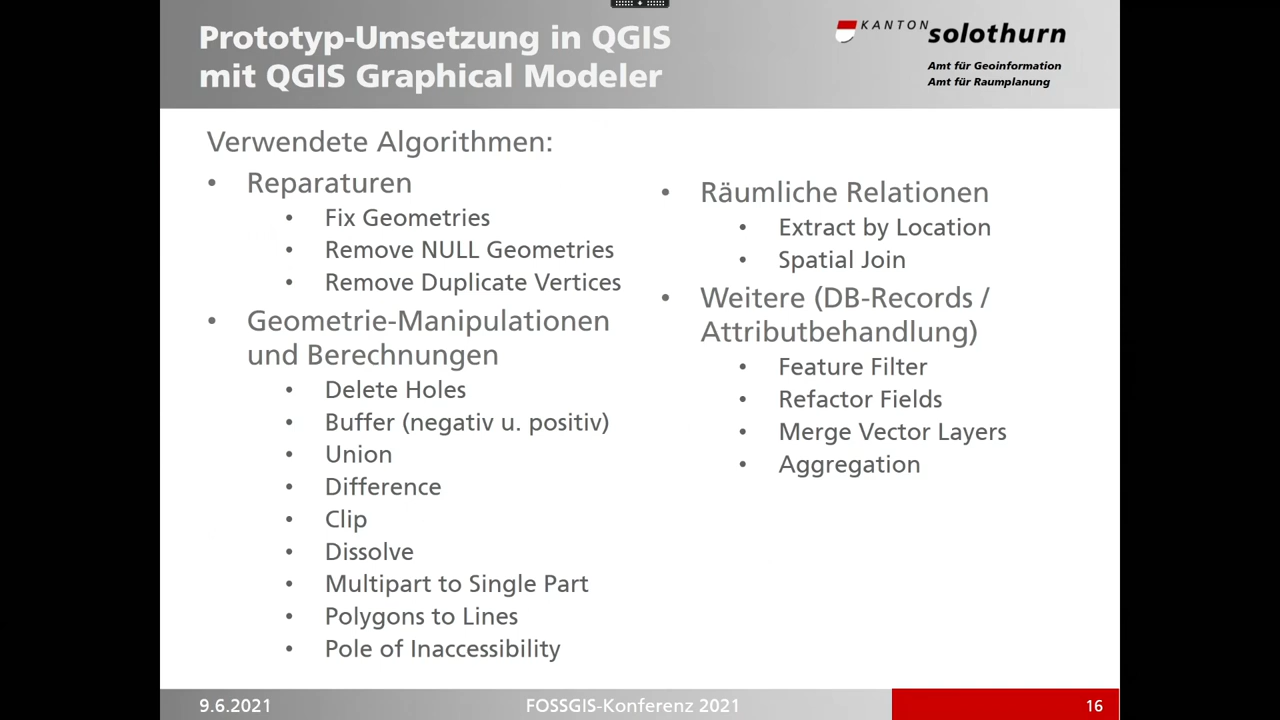 Prototyp-Umsetzung in QGIS
mit QGIS Graphical Modeler
KANTON solothurn
Amt für Geoinformation
Amt für Raumplanung
Verwendete Algorithmen:
• Reparaturen
• Fix Geometries
• Remove NULL Geometries
• Remove Duplicate Vertices
• Geometrie-Manipulationen
und Berechnungen
• Delete Holes
• Buffer (negativ u. positiv)
• Union
• Difference
• Clip
• Dissolve
• Multipart to Single Part
• Polygons to Lines
• Pole of Inaccessibility
• Räumliche Relationen
• Extract by Location
• Spatial Join
• Weitere (DB-Records /
Attributbehandlung)
• Feature Filter
• Refactor Fields
• Merge Vector Layers
• Aggregation
9.6.2021
FOSSGIS-Konferenz 2021
16